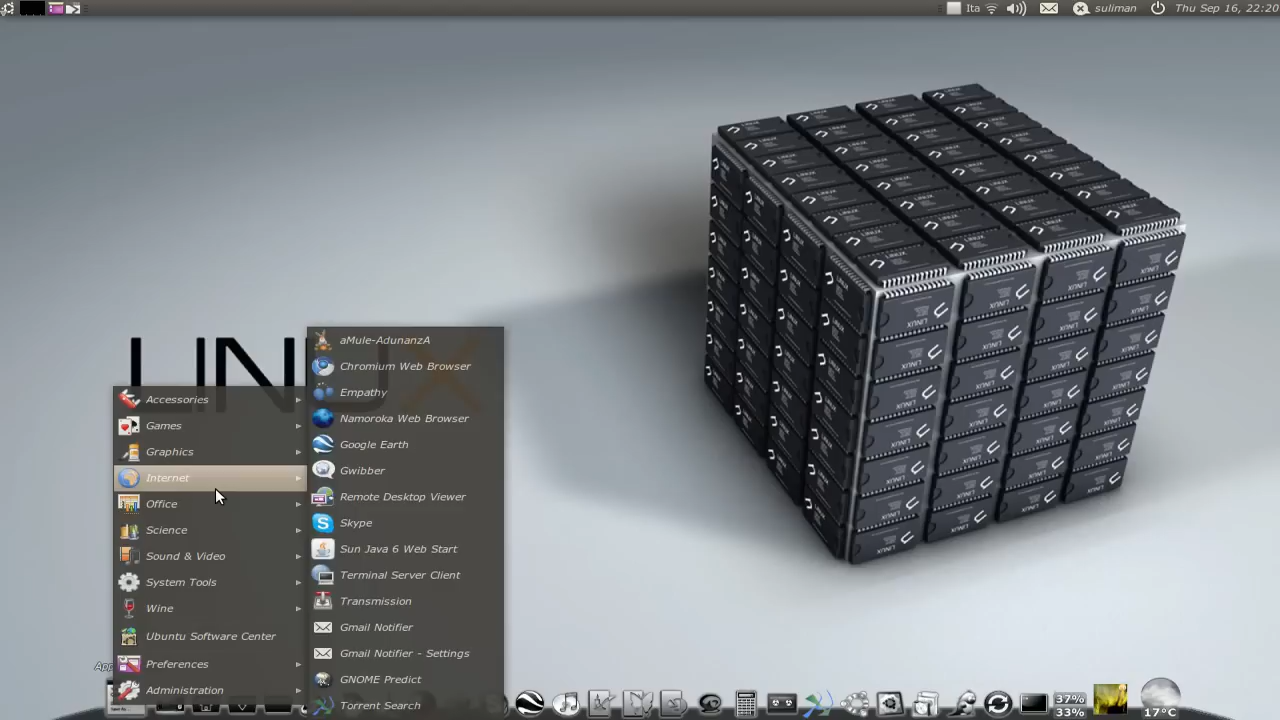 Ita
suliman
Thu Sep 16, 22:20
LINUX
Accessories
Games
Graphics
Internet
Office
Science
Sound & Video
System Tools
Wine
Ubuntu Software Center
Preferences
Administration
aMule-AdunanzA
Chromium Web Browser
Empathy
Namoroka Web Browser
Google Earth
Gwibber
Remote Desktop Viewer
Skype
Sun Java 6 Web Start
Terminal Server Client
Transmission
Gmail Notifier
Gmail Notifier - Settings
GNOME Predict
Torrent Search
37%
33%
17°C